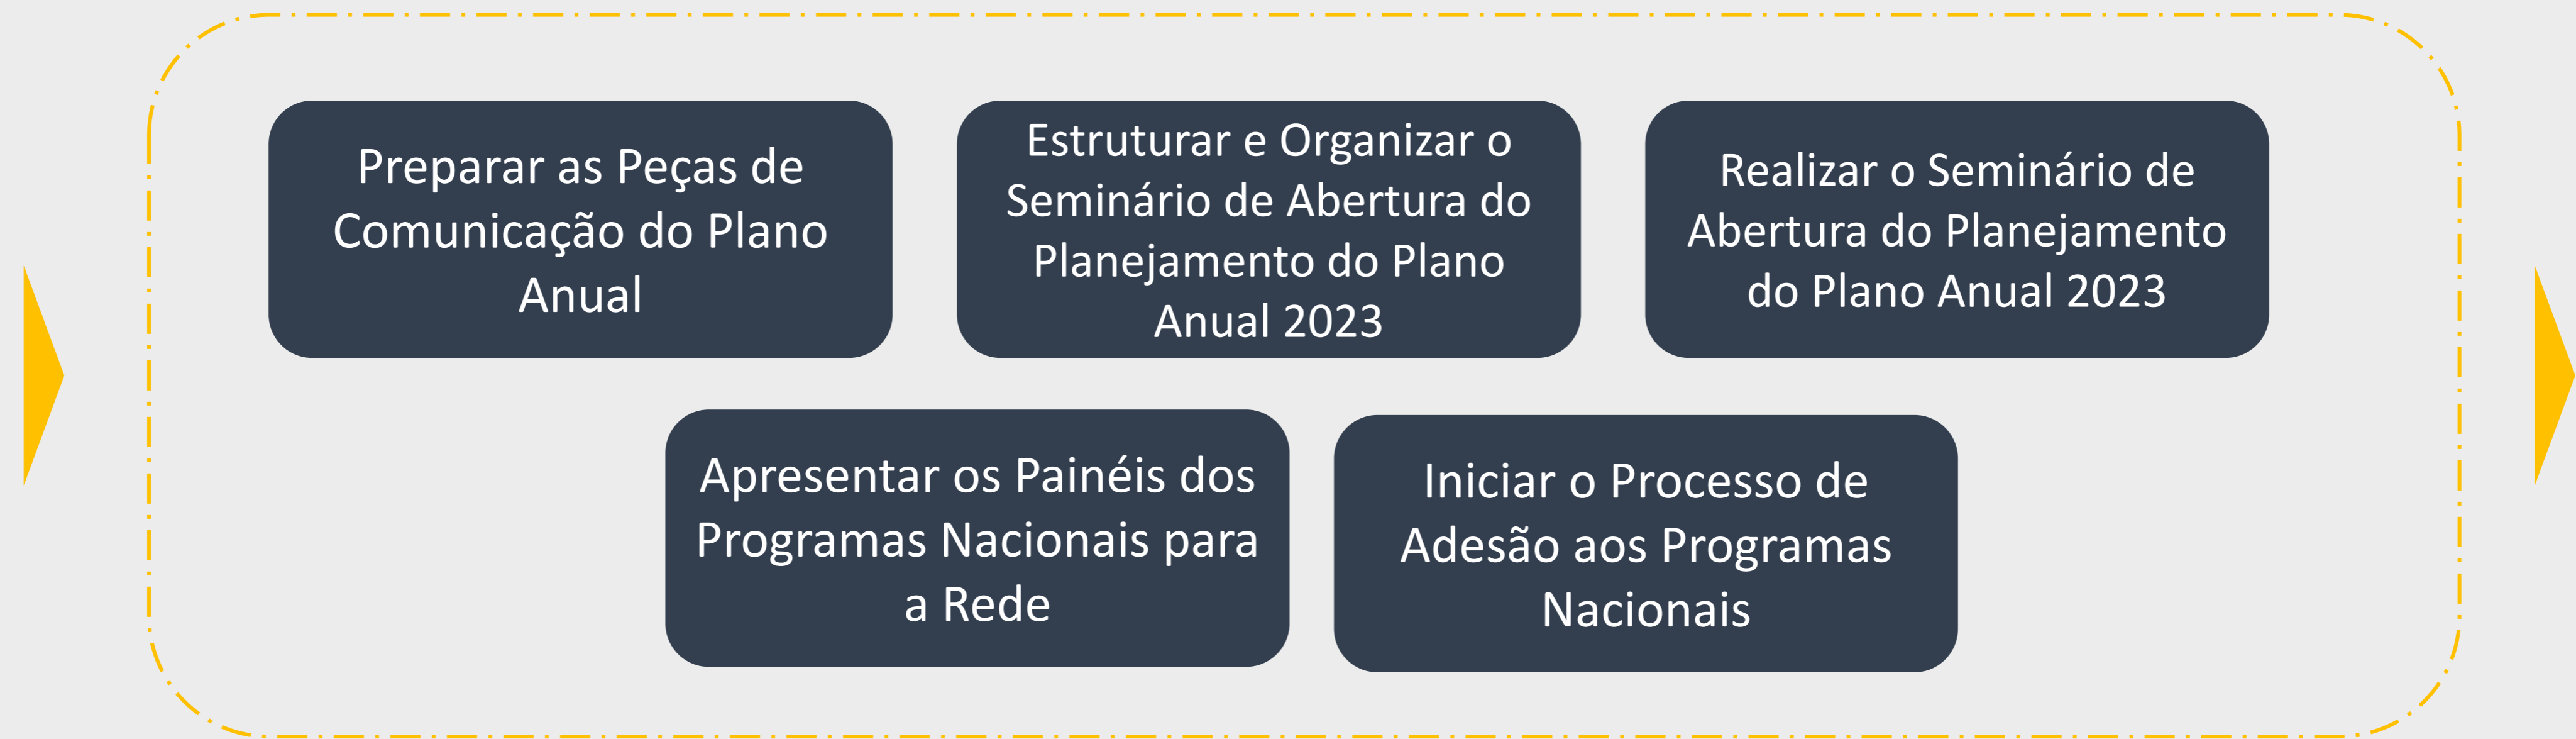 Preparar as Peças de
Comunicação do Plano
Anual
Estruturar e Organizar o
Seminário de Abertura do
Planejamento do Plano
Anual 2023
Realizar o Seminário de
Abertura do Planejamento
do Plano Anual 2023
Apresentar os Painéis dos
Programas Nacionais para
a Rede
Iniciar o Processo de
Adesão aos Programas
Nacionais